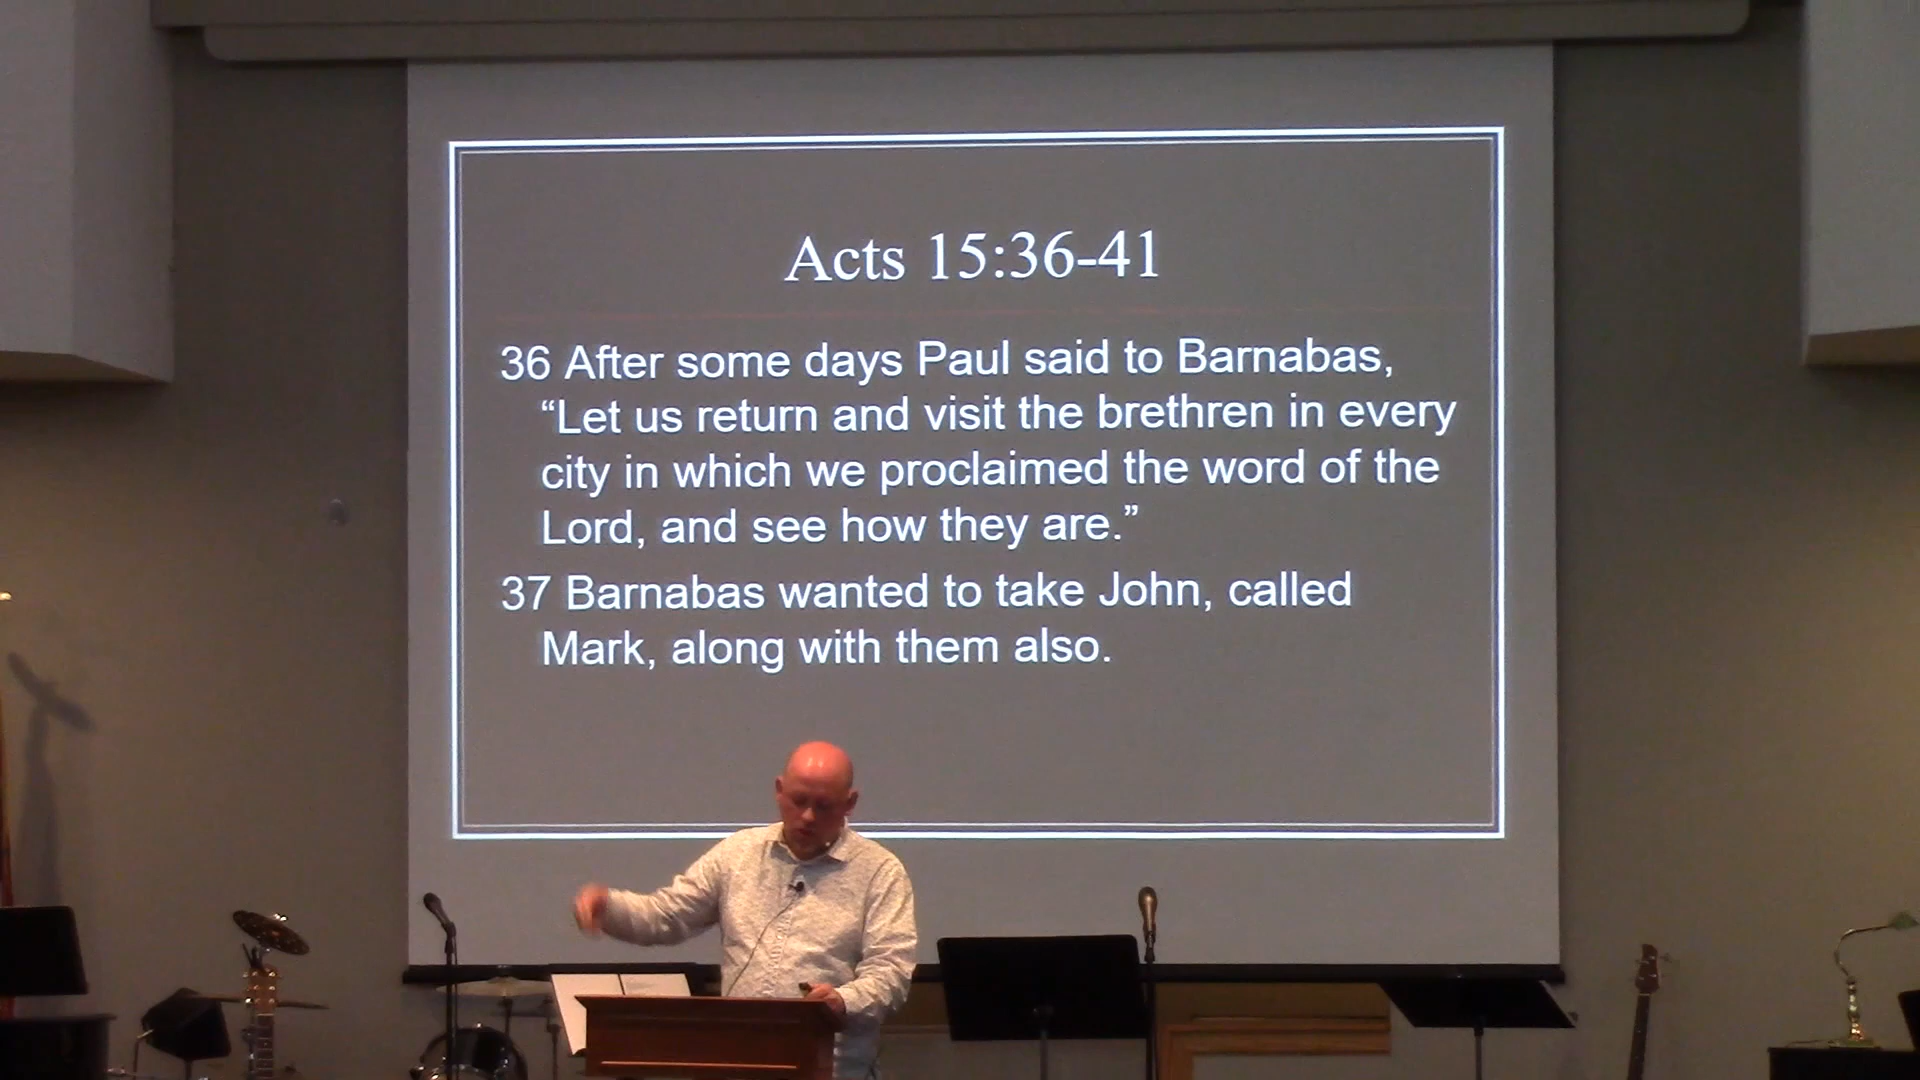 Acts 15:36-41
36 After some days Paul said to Barnabas,
“Let us return and visit the brethren in every
city in which we proclaimed the word of the
Lord, and see how they are.”
37 Barnabas wanted to take John, called
Mark, along with them also.